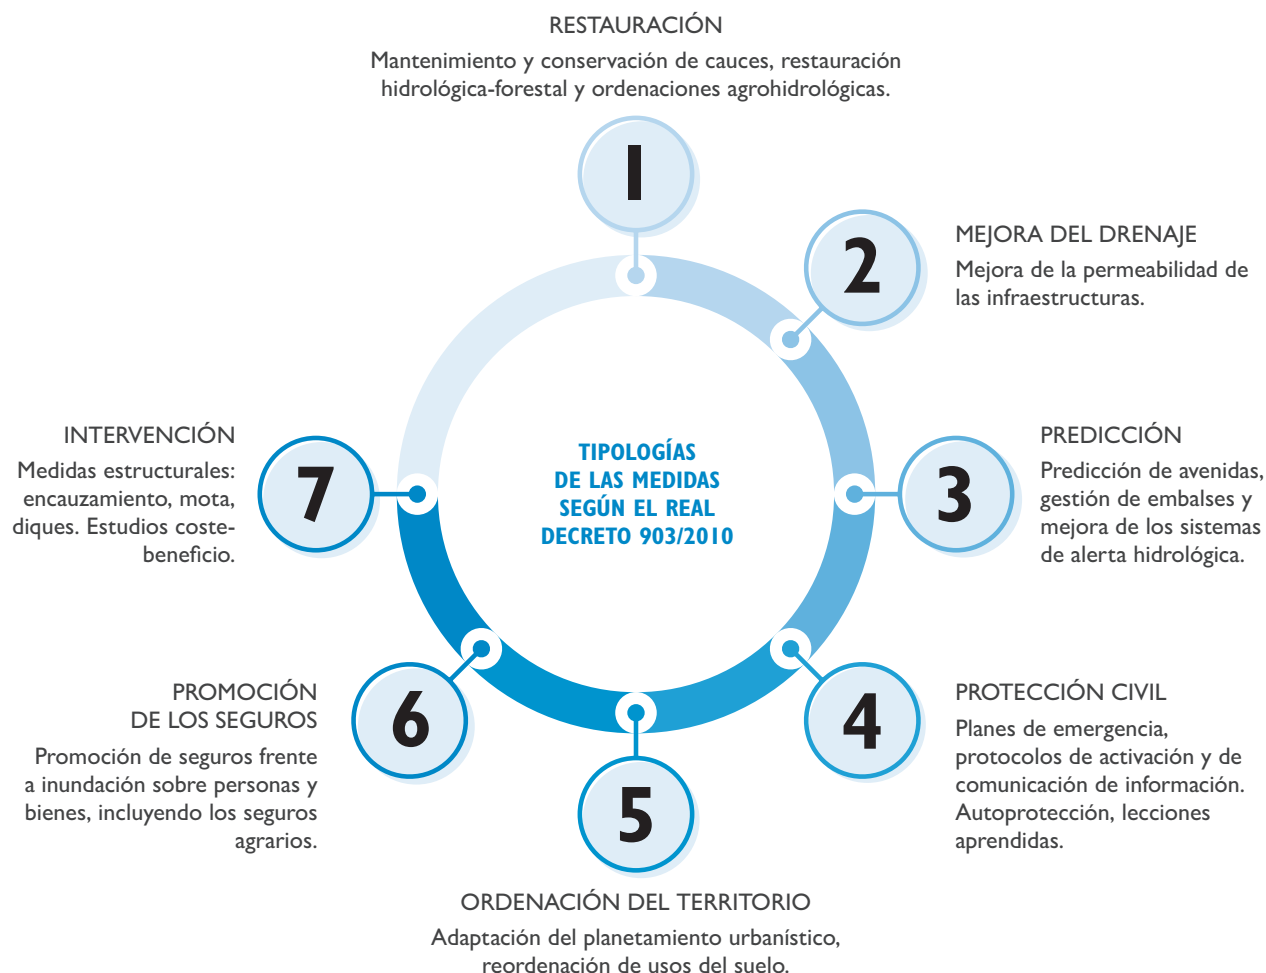 RESTAURACIÓN
Mantenimiento y conservación de cauces, restauración
hidrológica-forestal y ordenaciones agrohidrológicas.
1
2
MEJORA DEL DRENAJE
Mejora de la permeabilidad de
las infraestructuras.
3
PREDICCIÓN
Predicción de avenidas,
gestión de embalses y
mejora de los sistemas
de alerta hidrológica.
4
PROTECCIÓN CIVIL
Planes de emergencia,
protocolos de activación y de
comunicación de información.
Autoprotección, lecciones
aprendidas.
5
ORDENACIÓN DEL TERRITORIO
Adaptación del planetamiento urbanístico,
reordenación de usos del suelo.
6
PROMOCIÓN
DE LOS SEGUROS
Promoción de seguros frente
a inundación sobre personas y
bienes, incluyendo los seguros
agrarios.
7
INTERVENCIÓN
Medidas estructurales:
encauzamiento, mota,
diques. Estudios coste-
beneficio.
TIPOLOGÍAS
DE LAS MEDIDAS
SEGÚN EL REAL
DECRETO 903/2010